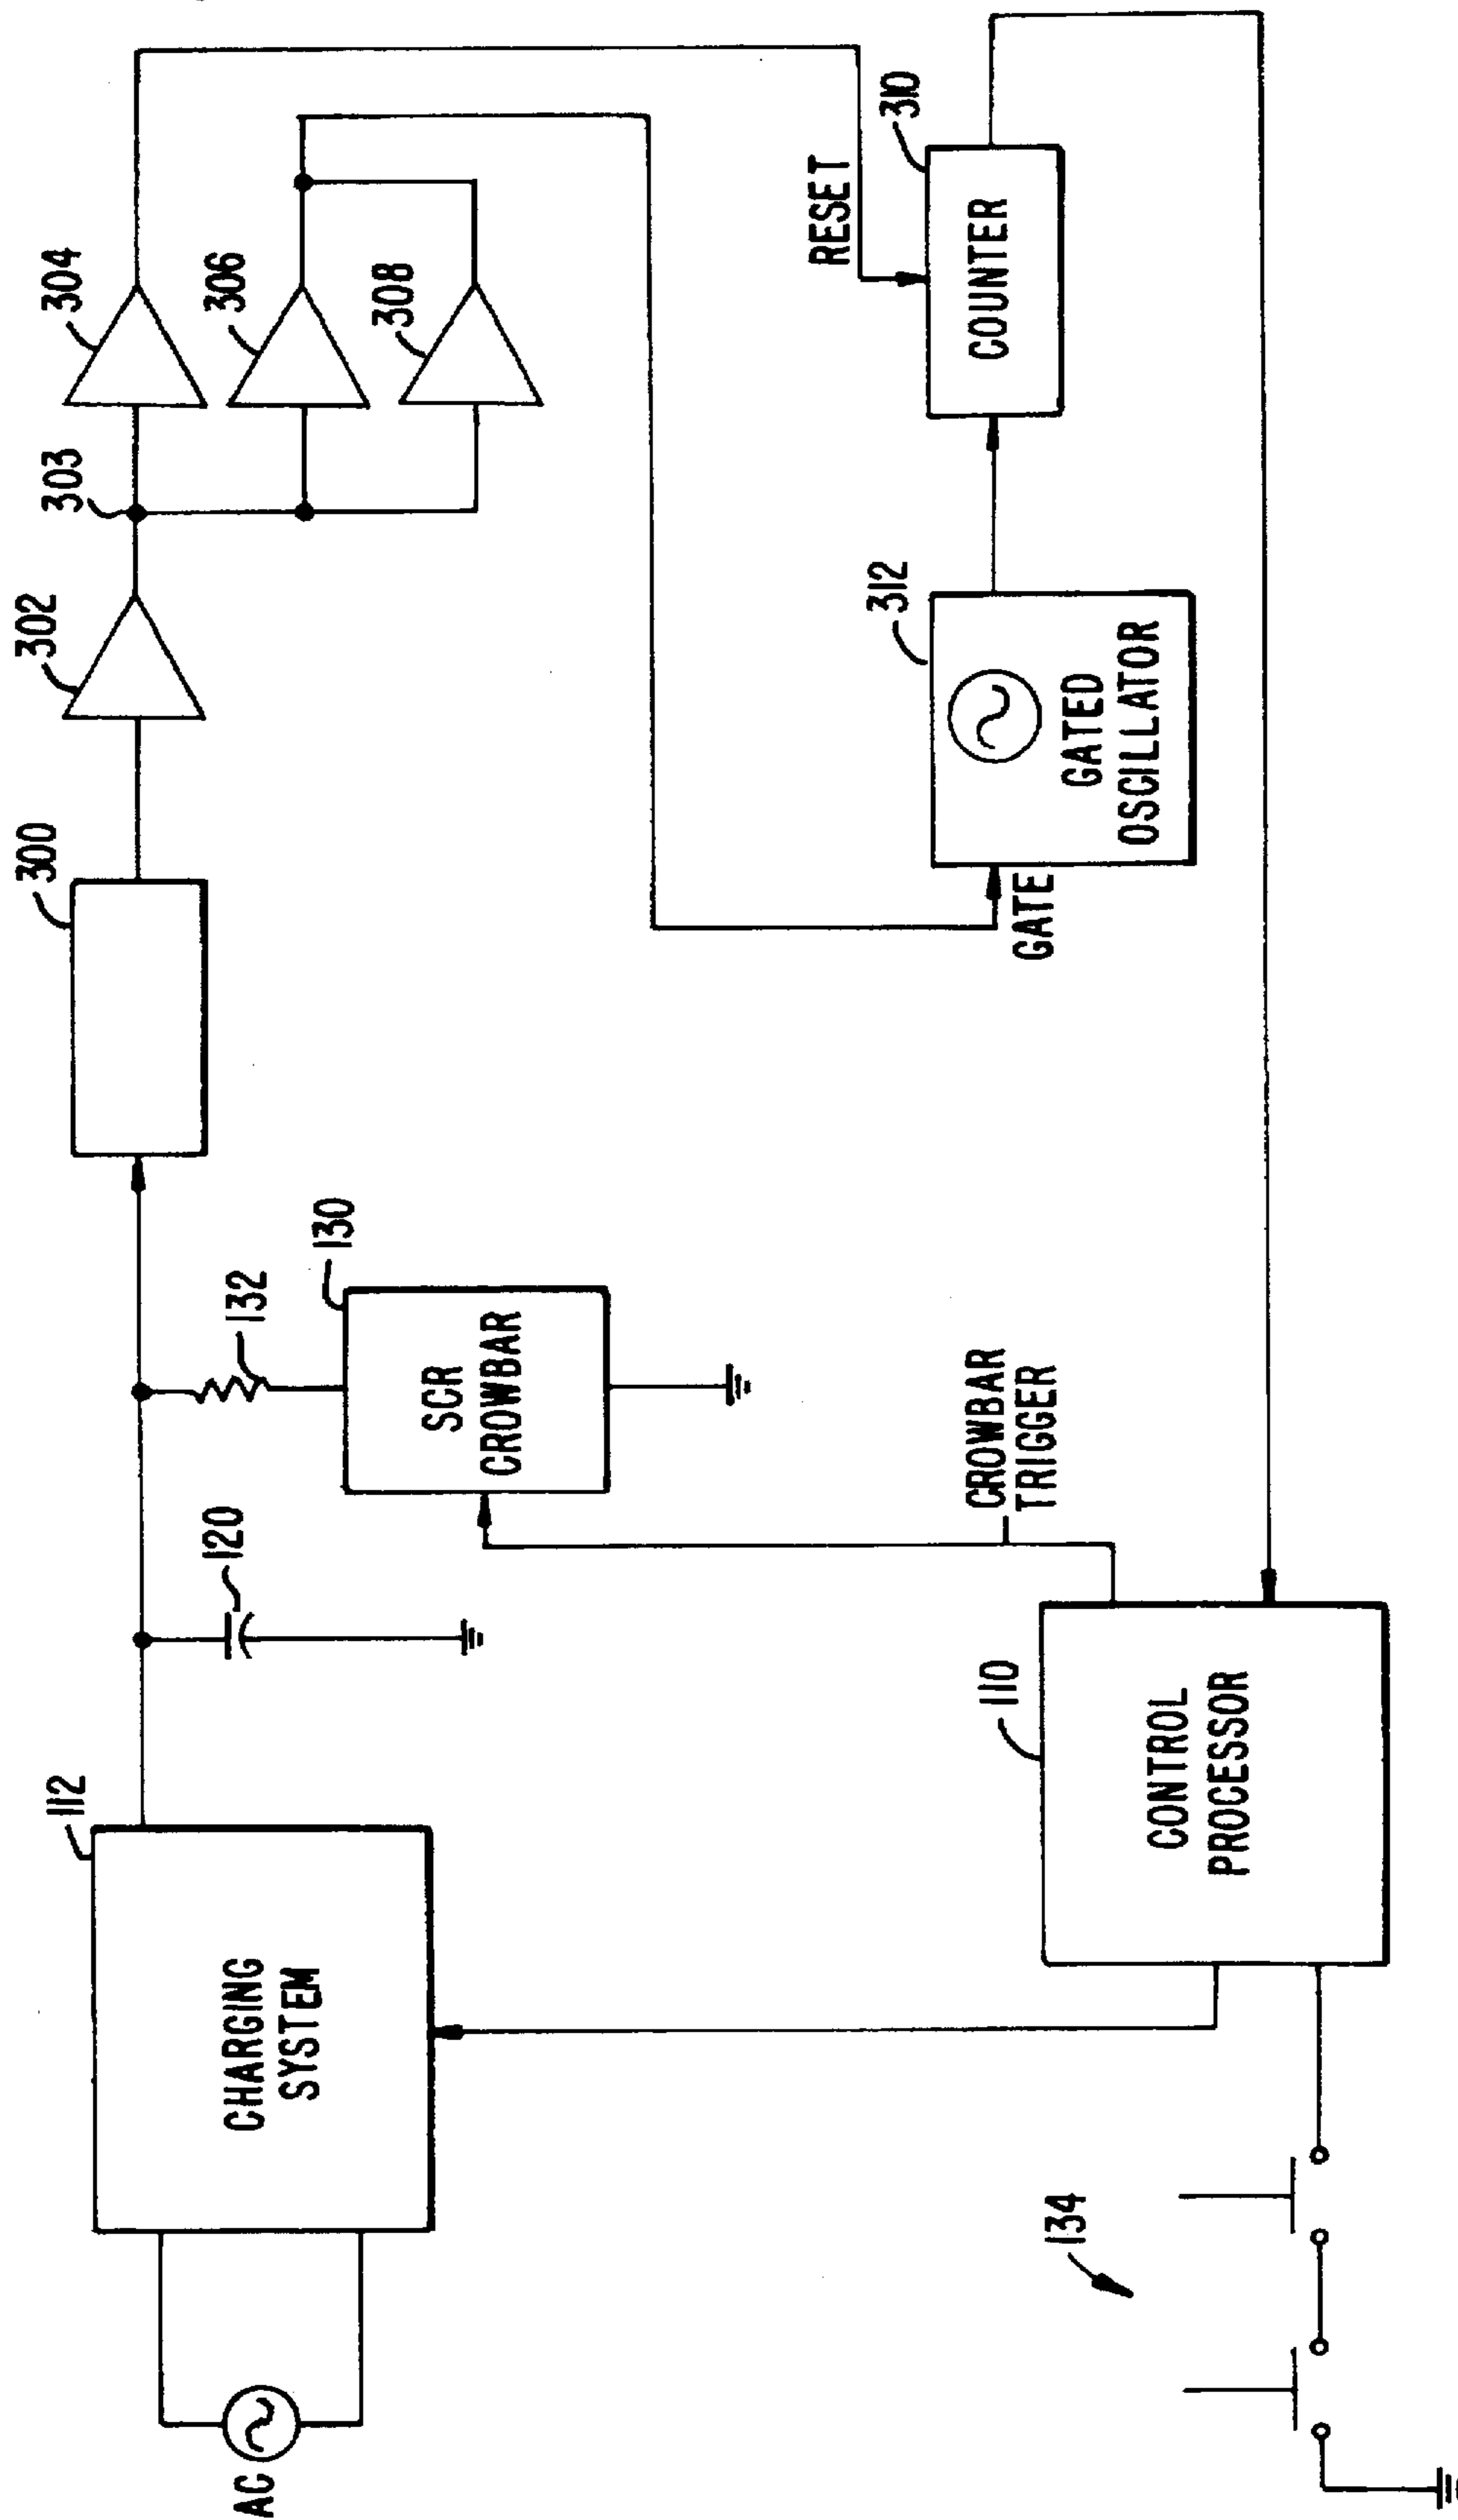 AC
CHARGING
SYSTEM
112
120
132
SCR
CROWBAR
130
300
302
303
304
306
308
134
CONTROL
PROCESSOR
110
CROWBAR
TRIGGER
GATE
GATED
OSCILLATOR
312
COUNTER
RESET
310